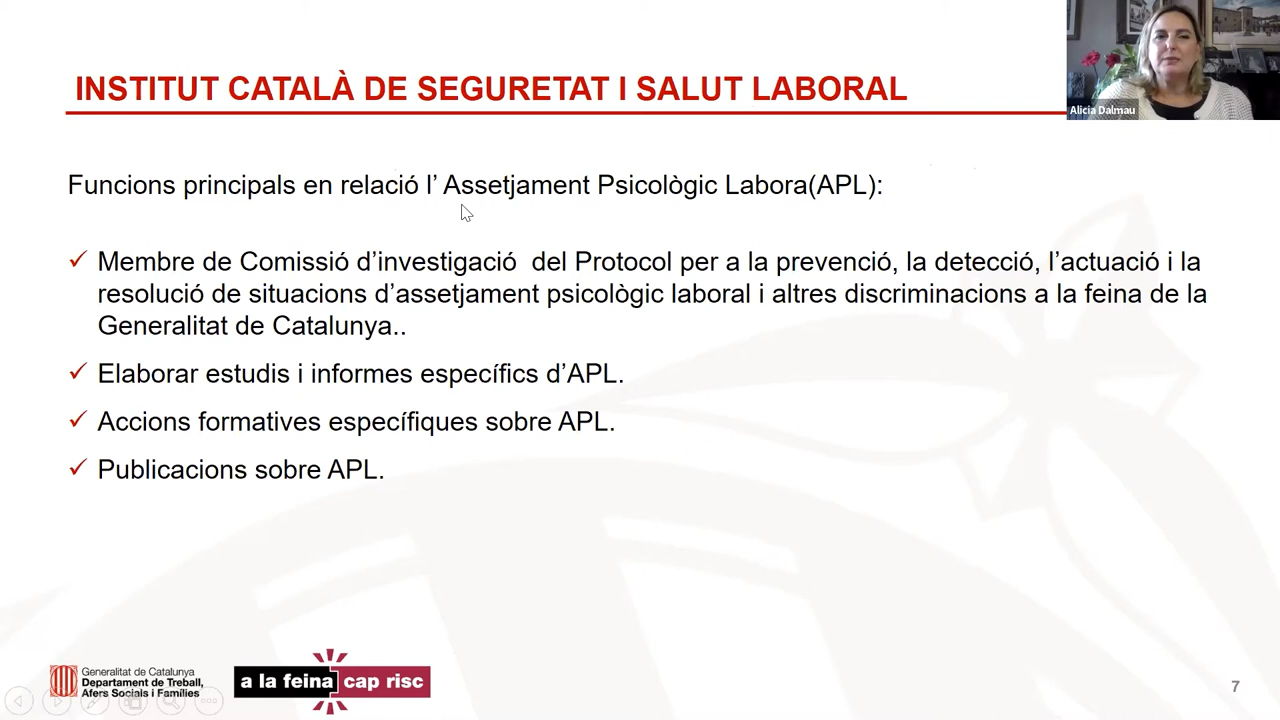 INSTITUT CATALÀ DE SEGURETAT I SALUT LABORAL
Alicia Dalmau
Funcions principals en relació l’ Assetjament Psicològic Labora(APL):
✓ Membre de Comissió d’investigació  del Protocol per a la prevenció, la detecció, l’actuació i la
resolució de situacions d’assetjament psicològic laboral i altres discriminacions a la feina de la
Generalitat de Catalunya..
✓ Elaborar estudis i informes específics d’APL.
✓ Accions formatives específiques sobre APL.
✓ Publicacions sobre APL.
Generalitat de Catalunya
Departament de Treball,
Afers Socials i Famílies
a la feina cap risc
7